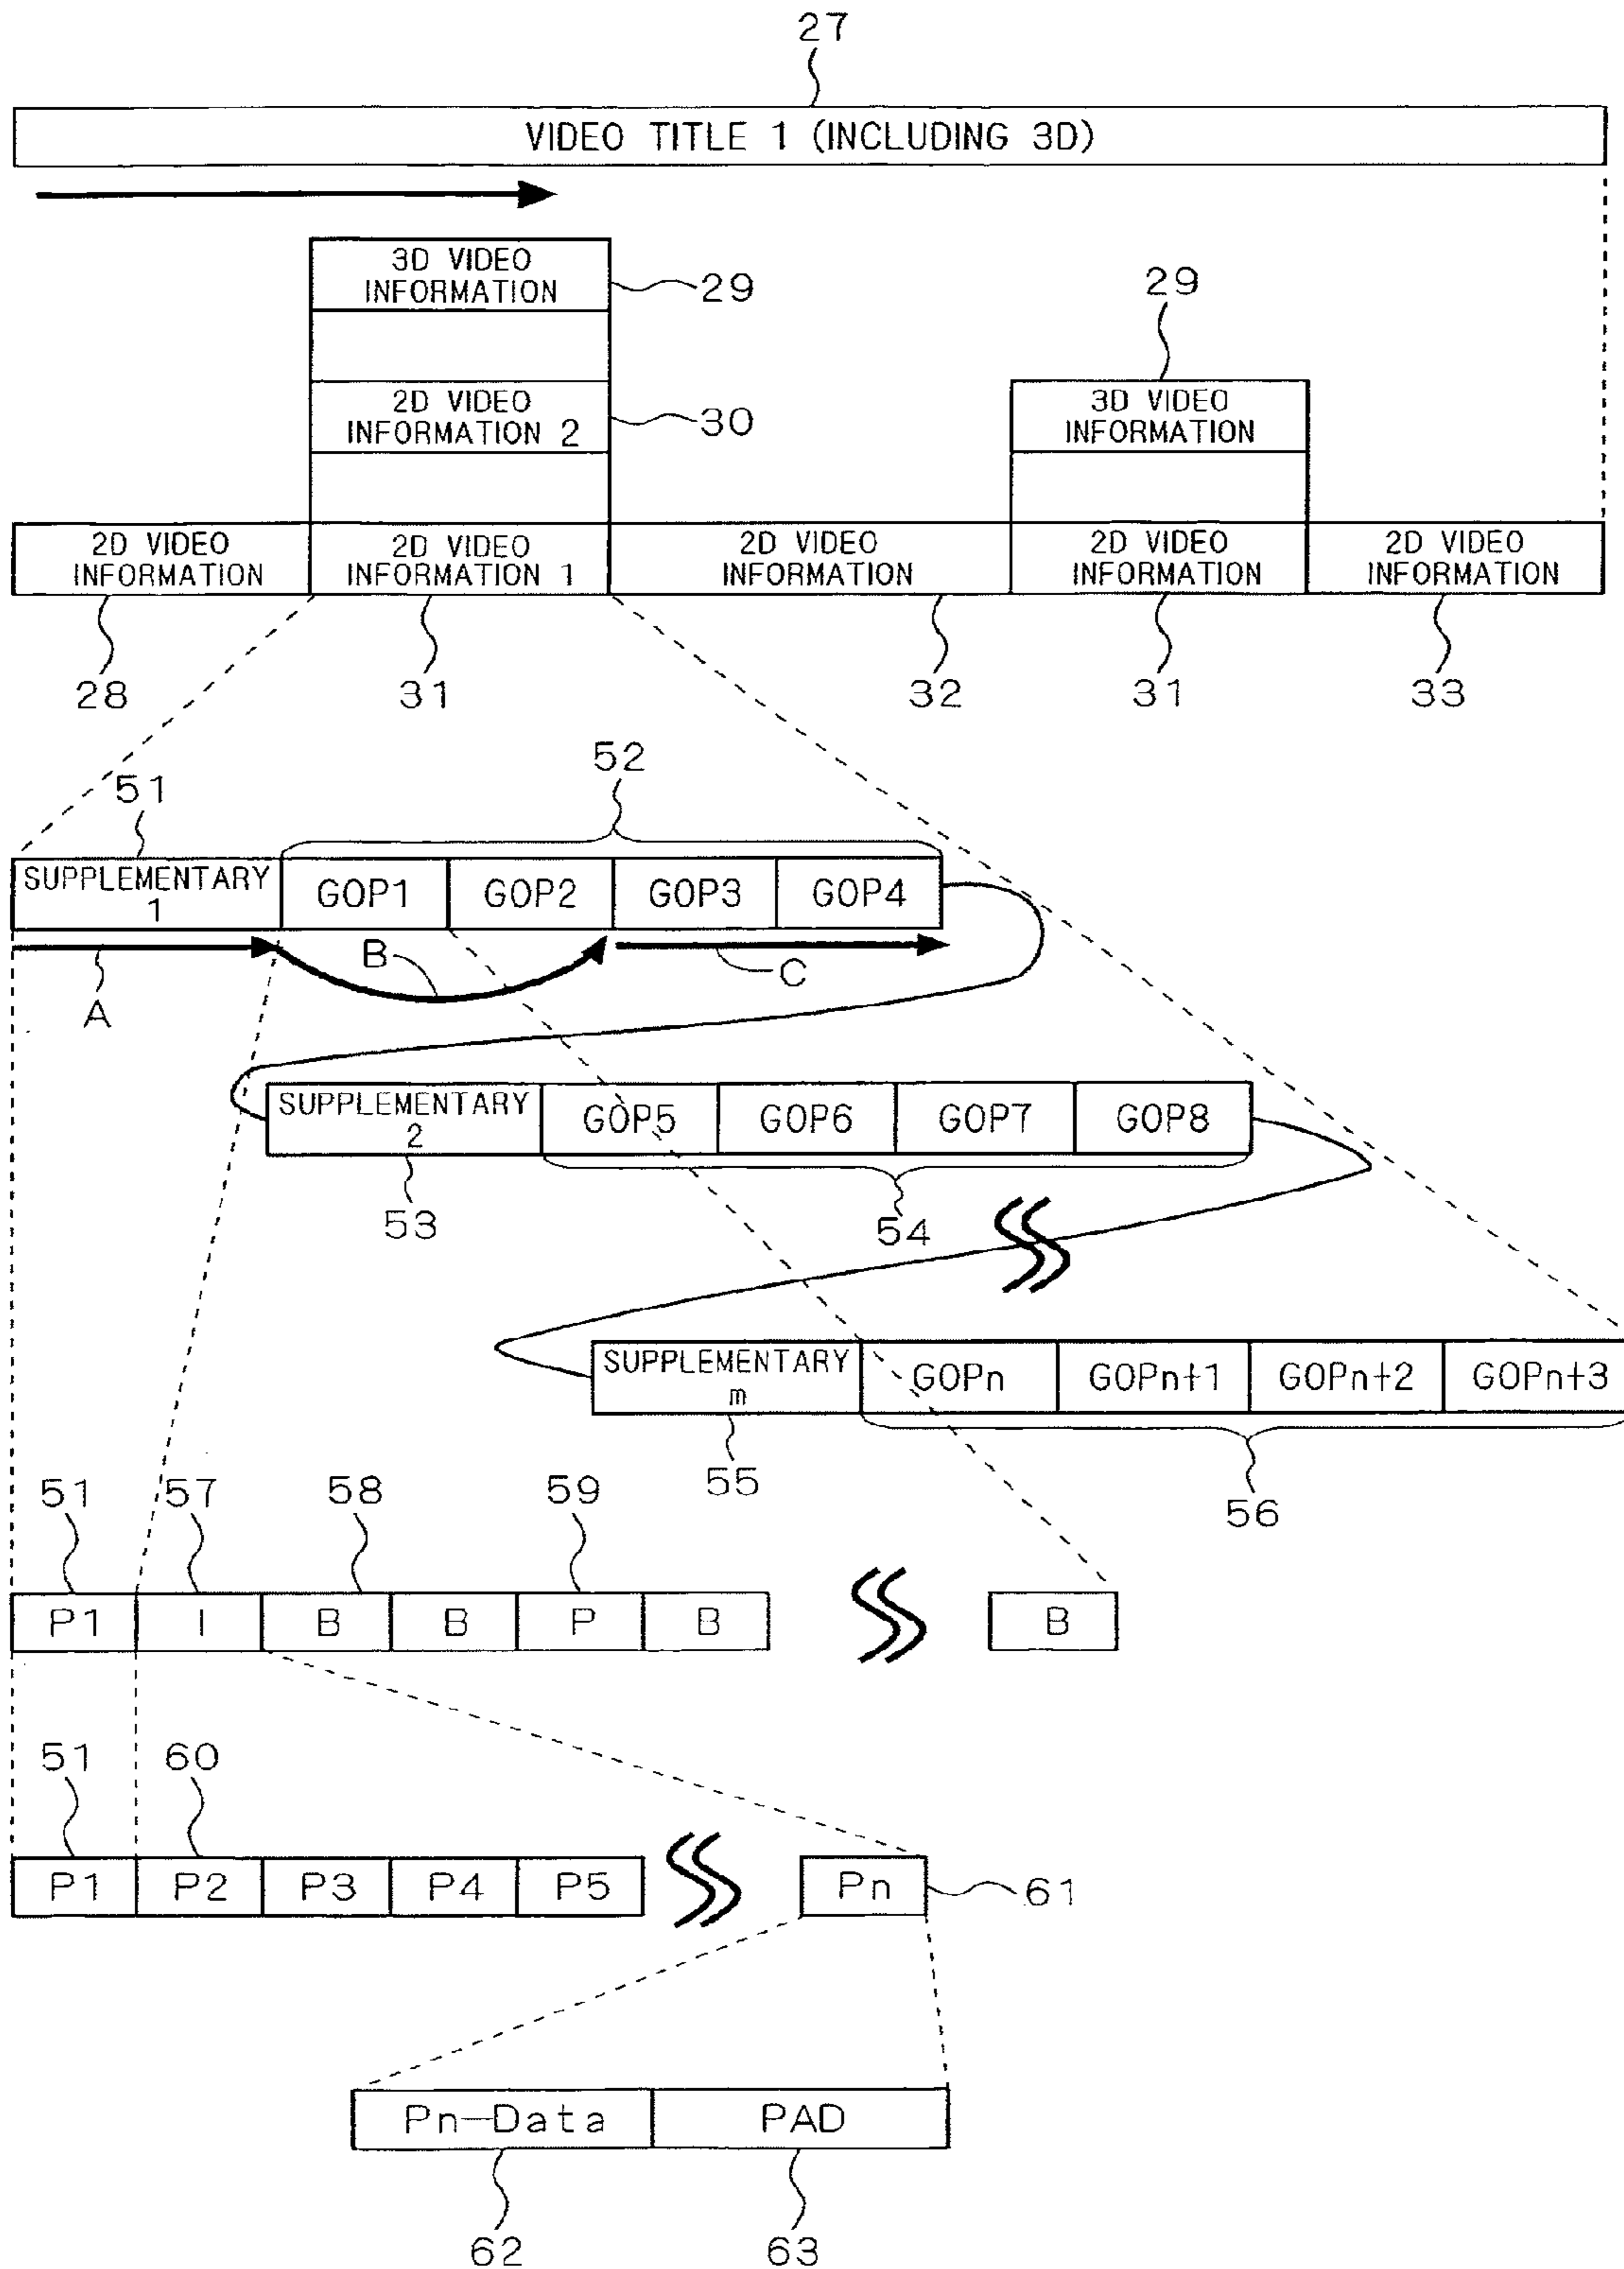 27
VIDEO TITLE 1 (INCLUDING 3D)
3D VIDEO
INFORMATION
29
29
2D VIDEO
INFORMATION 2
30
3D VIDEO
INFORMATION
2D VIDEO
INFORMATION
2D VIDEO
INFORMATION 1
2D VIDEO
INFORMATION
2D VIDEO
INFORMATION
2D VIDEO
INFORMATION
28
31
32
31
33
52
51
SUPPLEMENTARY
1
GOP1
GOP2
GOP3
GOP4
A
B
C
SUPPLEMENTARY
2
GOP5
GOP6
GOP7
GOP8
53
54
SUPPLEMENTARY
m
GOPn
GOPn+1
GOPn+2
GOPn+3
55
56
51
57
58
59
P1
I
B
B
P
B
B
51
60
P1
P2
P3
P4
P5
Pn
61
Pn-Data
PAD
62
63